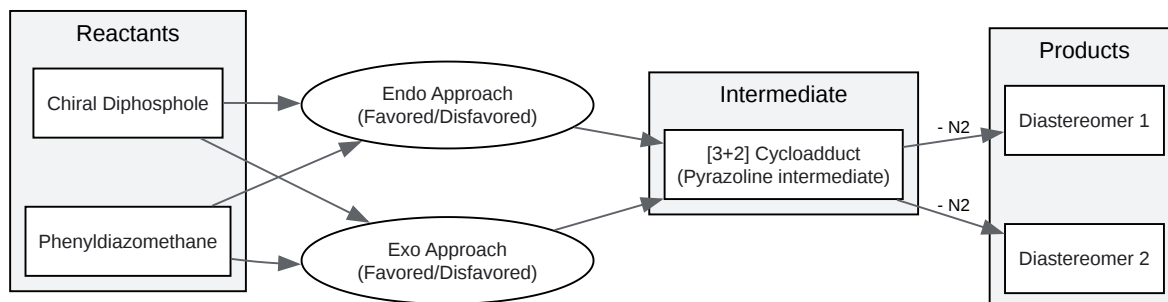 Reactants
Chiral Diphosphole
Phenyldiazomethane
Endo Approach
(Favored/Disfavored)
Exo Approach
(Favored/Disfavored)
Intermediate
[3+2] Cycloadduct
(Pyrazoline intermediate)
- N2
- N2
Products
Diastereomer 1
Diastereomer 2